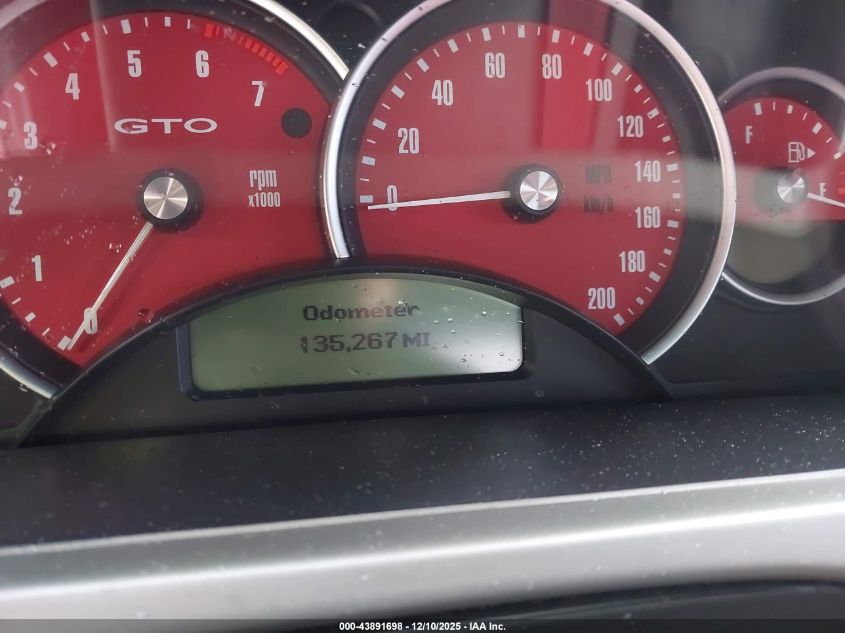 0 1 2 3 4 5 6 7
GTO
rpm
x1000
0 20 40 60 80 100 120 140 160 180 200
MPH
km/h
F
E
Odometer
135,267 MI
000-43891698 - 12/10/2025 - IAA Inc.